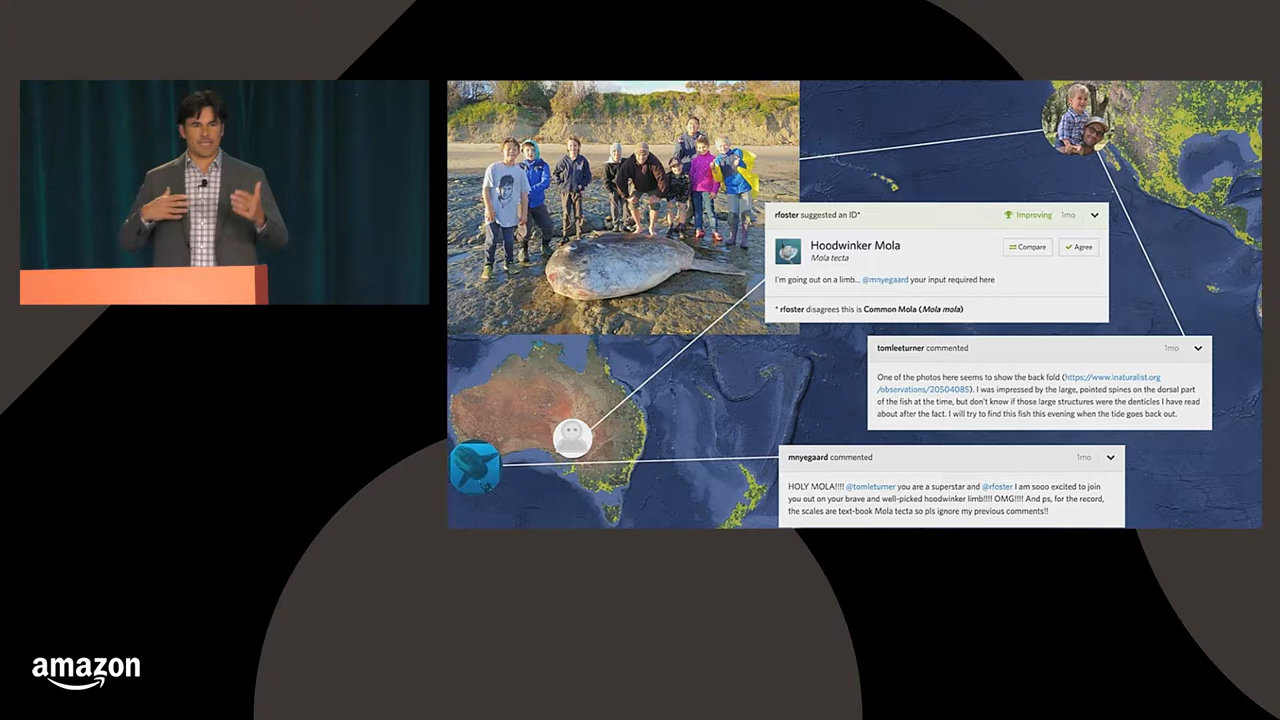 rfoster suggested an ID*
Improving 1mo
Hoodwinker Mola
Compare
Agree
Mola tecta
I'm going out on a limb... @mnyegaard your input required here
* rfoster disagrees this is Common Mola (Mola mola)
tomleeturner commented
1mo
One of the photos here seems to show the back fold (https://www.inaturalist.org
/observations/20504085). I was impressed by the large, pointed spines on the dorsal part
of the fish at the time, but don't know if those large structures were the denticles I have read
about after the fact. I will try to find this fish this evening when the tide goes back out.
mnyegaard commented
1mo
HOLY MOLA!!!! @tomleturner you are a superstar and @rfoster I am sooo excited to join
you out on your brave and well-picked hoodwinker limb!!!! OMG!!!! And ps, for the record,
the scales are text-book Mola tecta so pls ignore my previous comments!!
amazon